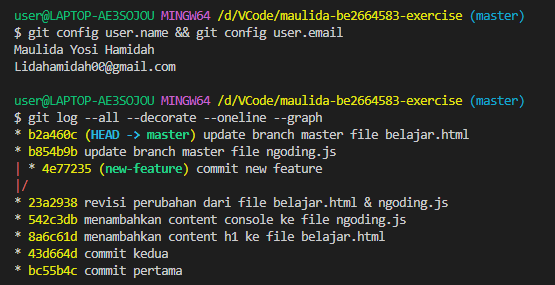 user@LAPTOP-AE3SOJOU MINGW64 /d/VCode/maulida-be2664583-exercise (master)
$ git config user.name && git config user.email
Maulida Yosi Hamidah
Lidahamidah00@gmail.com
user@LAPTOP-AE3SOJOU MINGW64 /d/VCode/maulida-be2664583-exercise (master)
$ git log --all --decorate --oneline --graph
* b2a460c (HEAD -> master) update branch master file belajar.html
* b854b9b update branch master file ngoding.js
| * 4e77235 (new-feature) commit new feature
|/
* 23a2938 revisi perubahan dari file belajar.html & ngoding.js
* 542c3db menambahkan content console ke file ngoding.js
* 8a6c61d menambahkan content h1 ke file belajar.html
* 43d664d commit kedua
* bc55b4c commit pertama